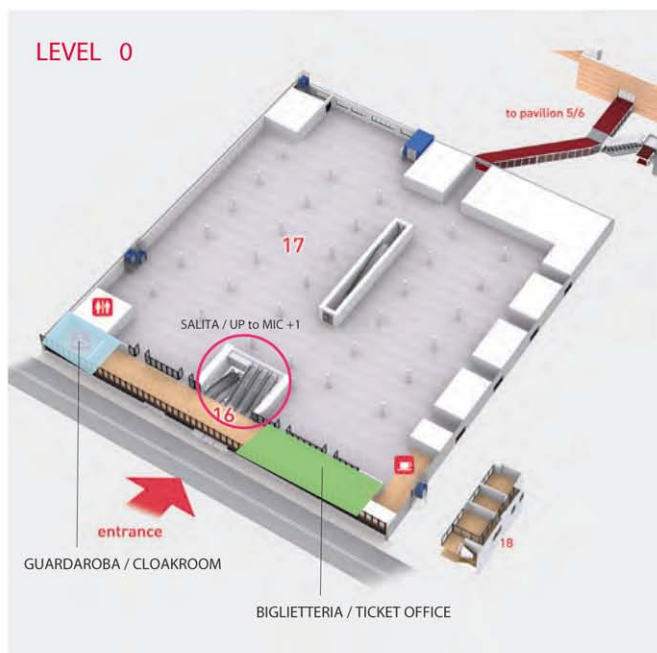 LEVEL 0
to pavilion 5/6
17
SALITA / UP to MIC +1
16
entrance
18
GUARDAROBA / CLOAKROOM
BIGLIETTERIA / TICKET OFFICE